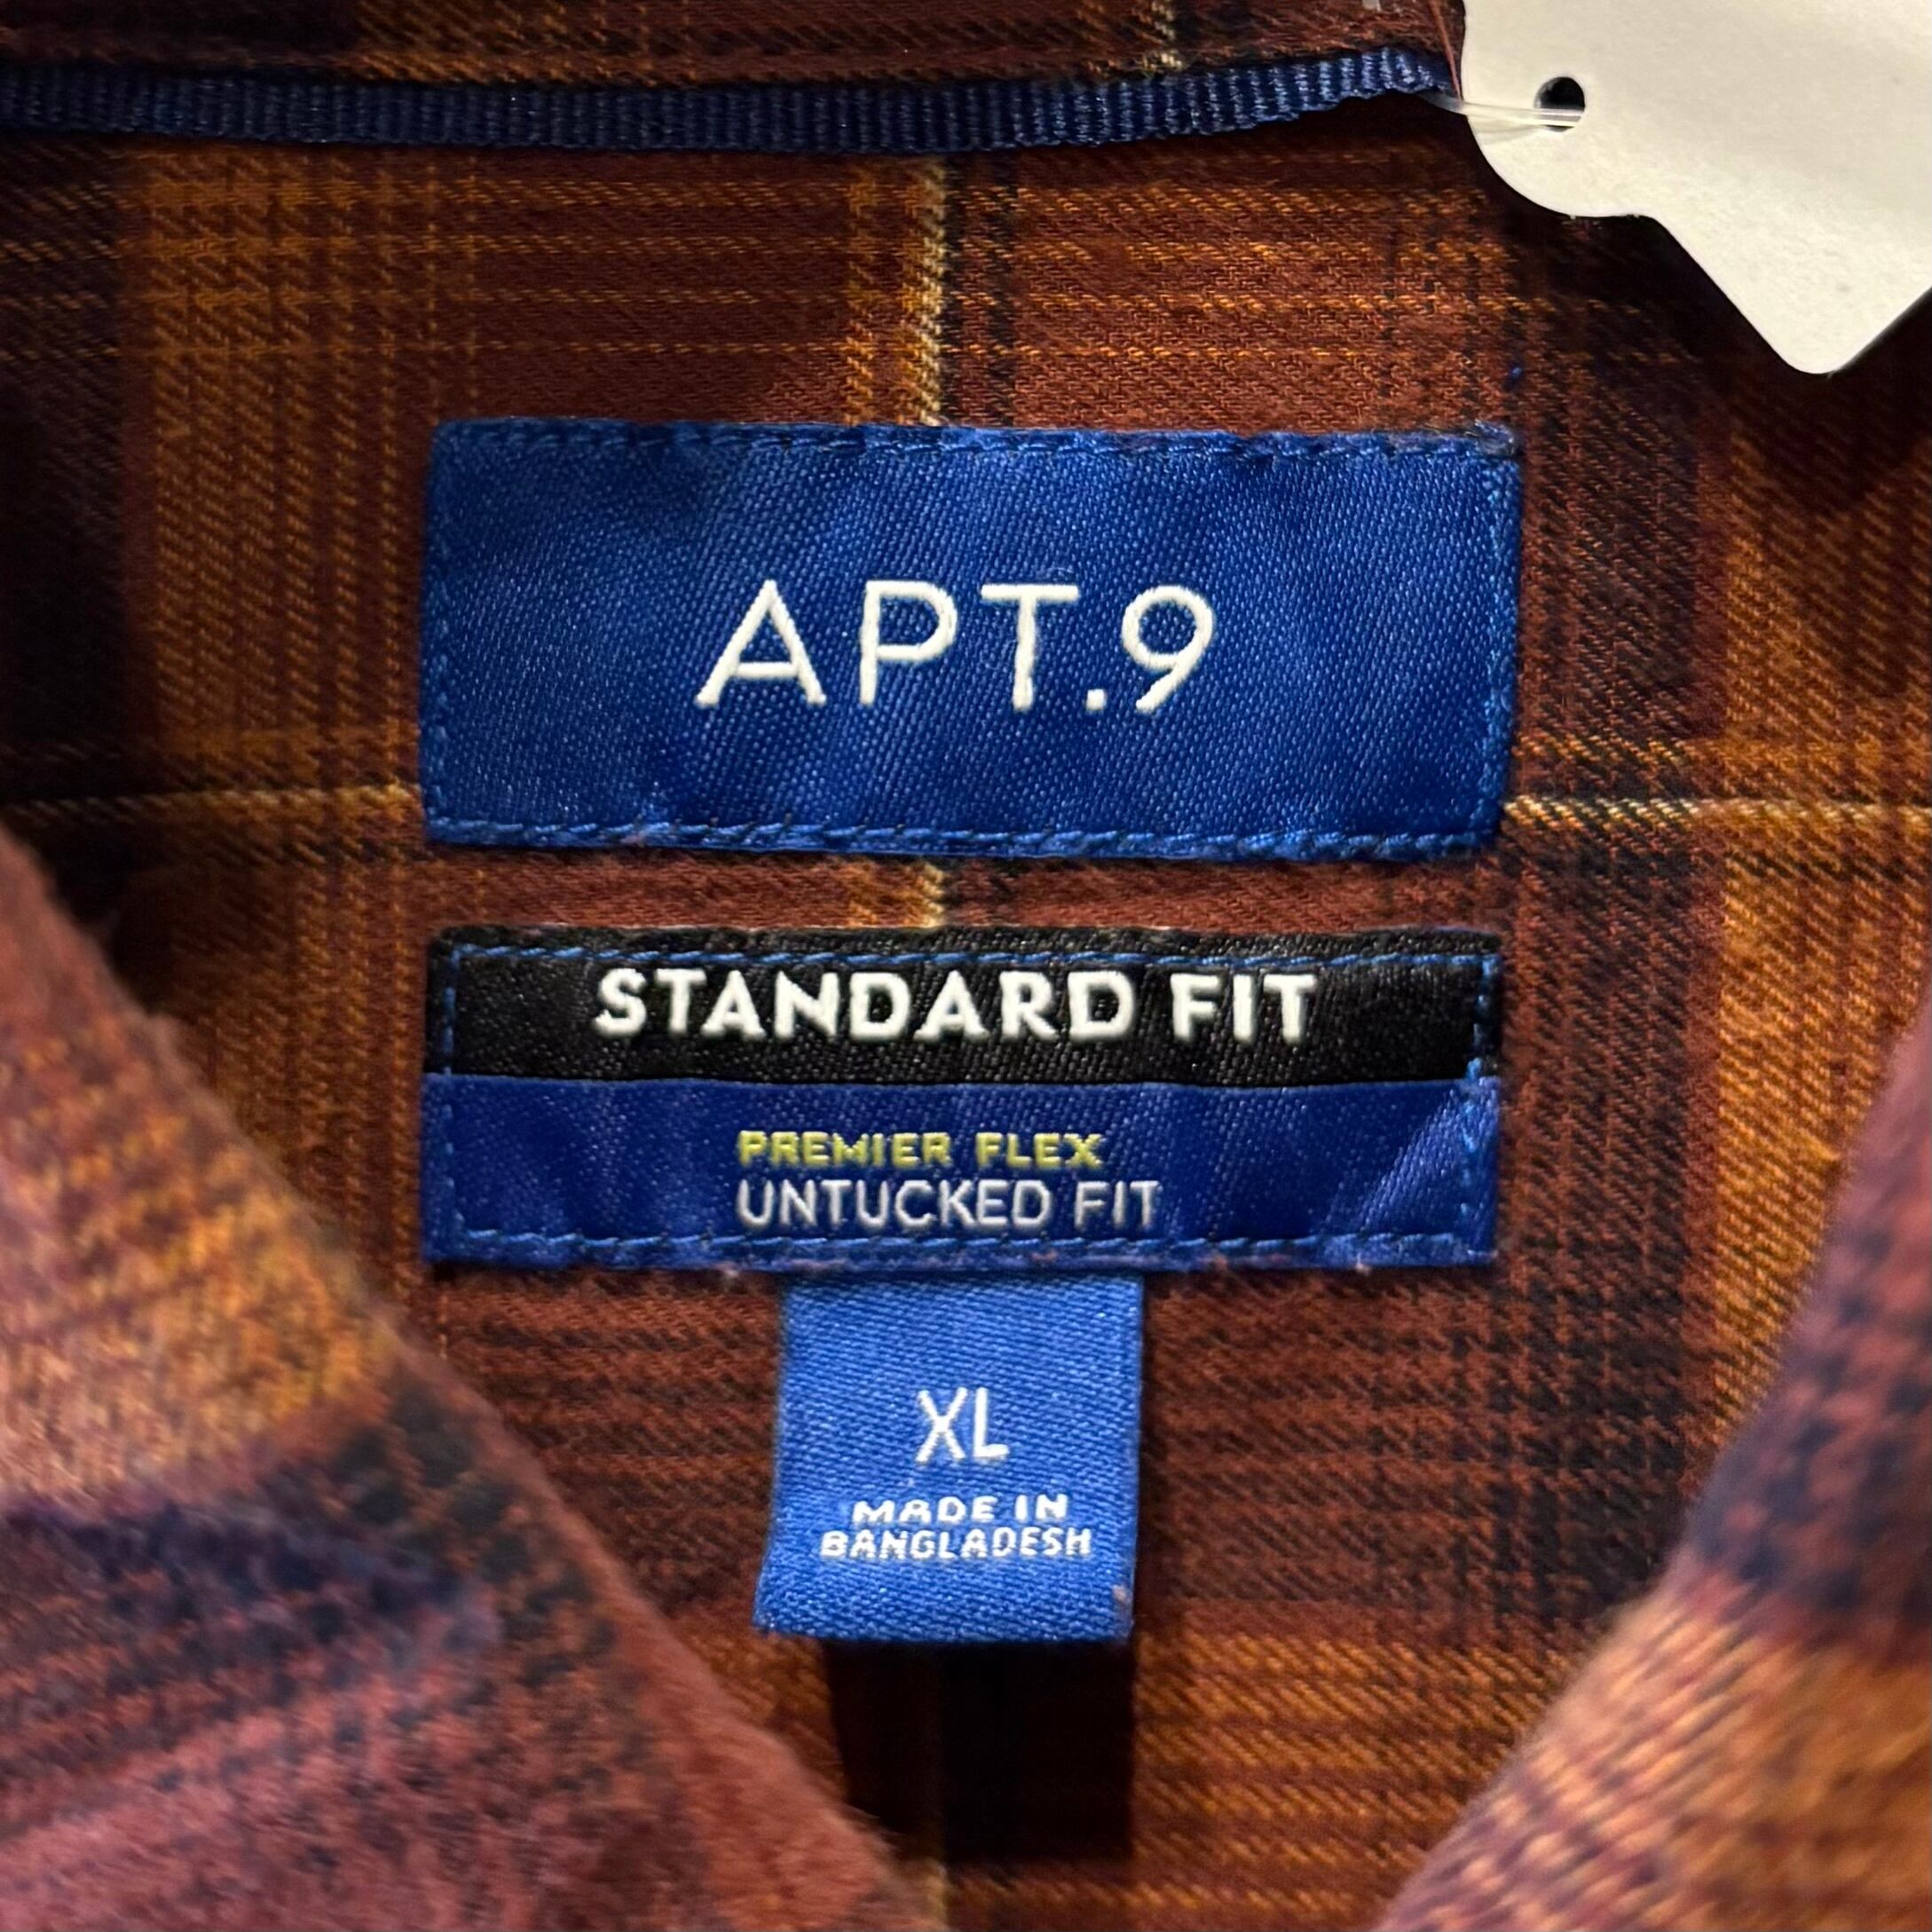 APT.9
STANDARD FIT
PREMIER FLEX
UNTUCKED FIT
XL
MADE IN
BANGLADESH